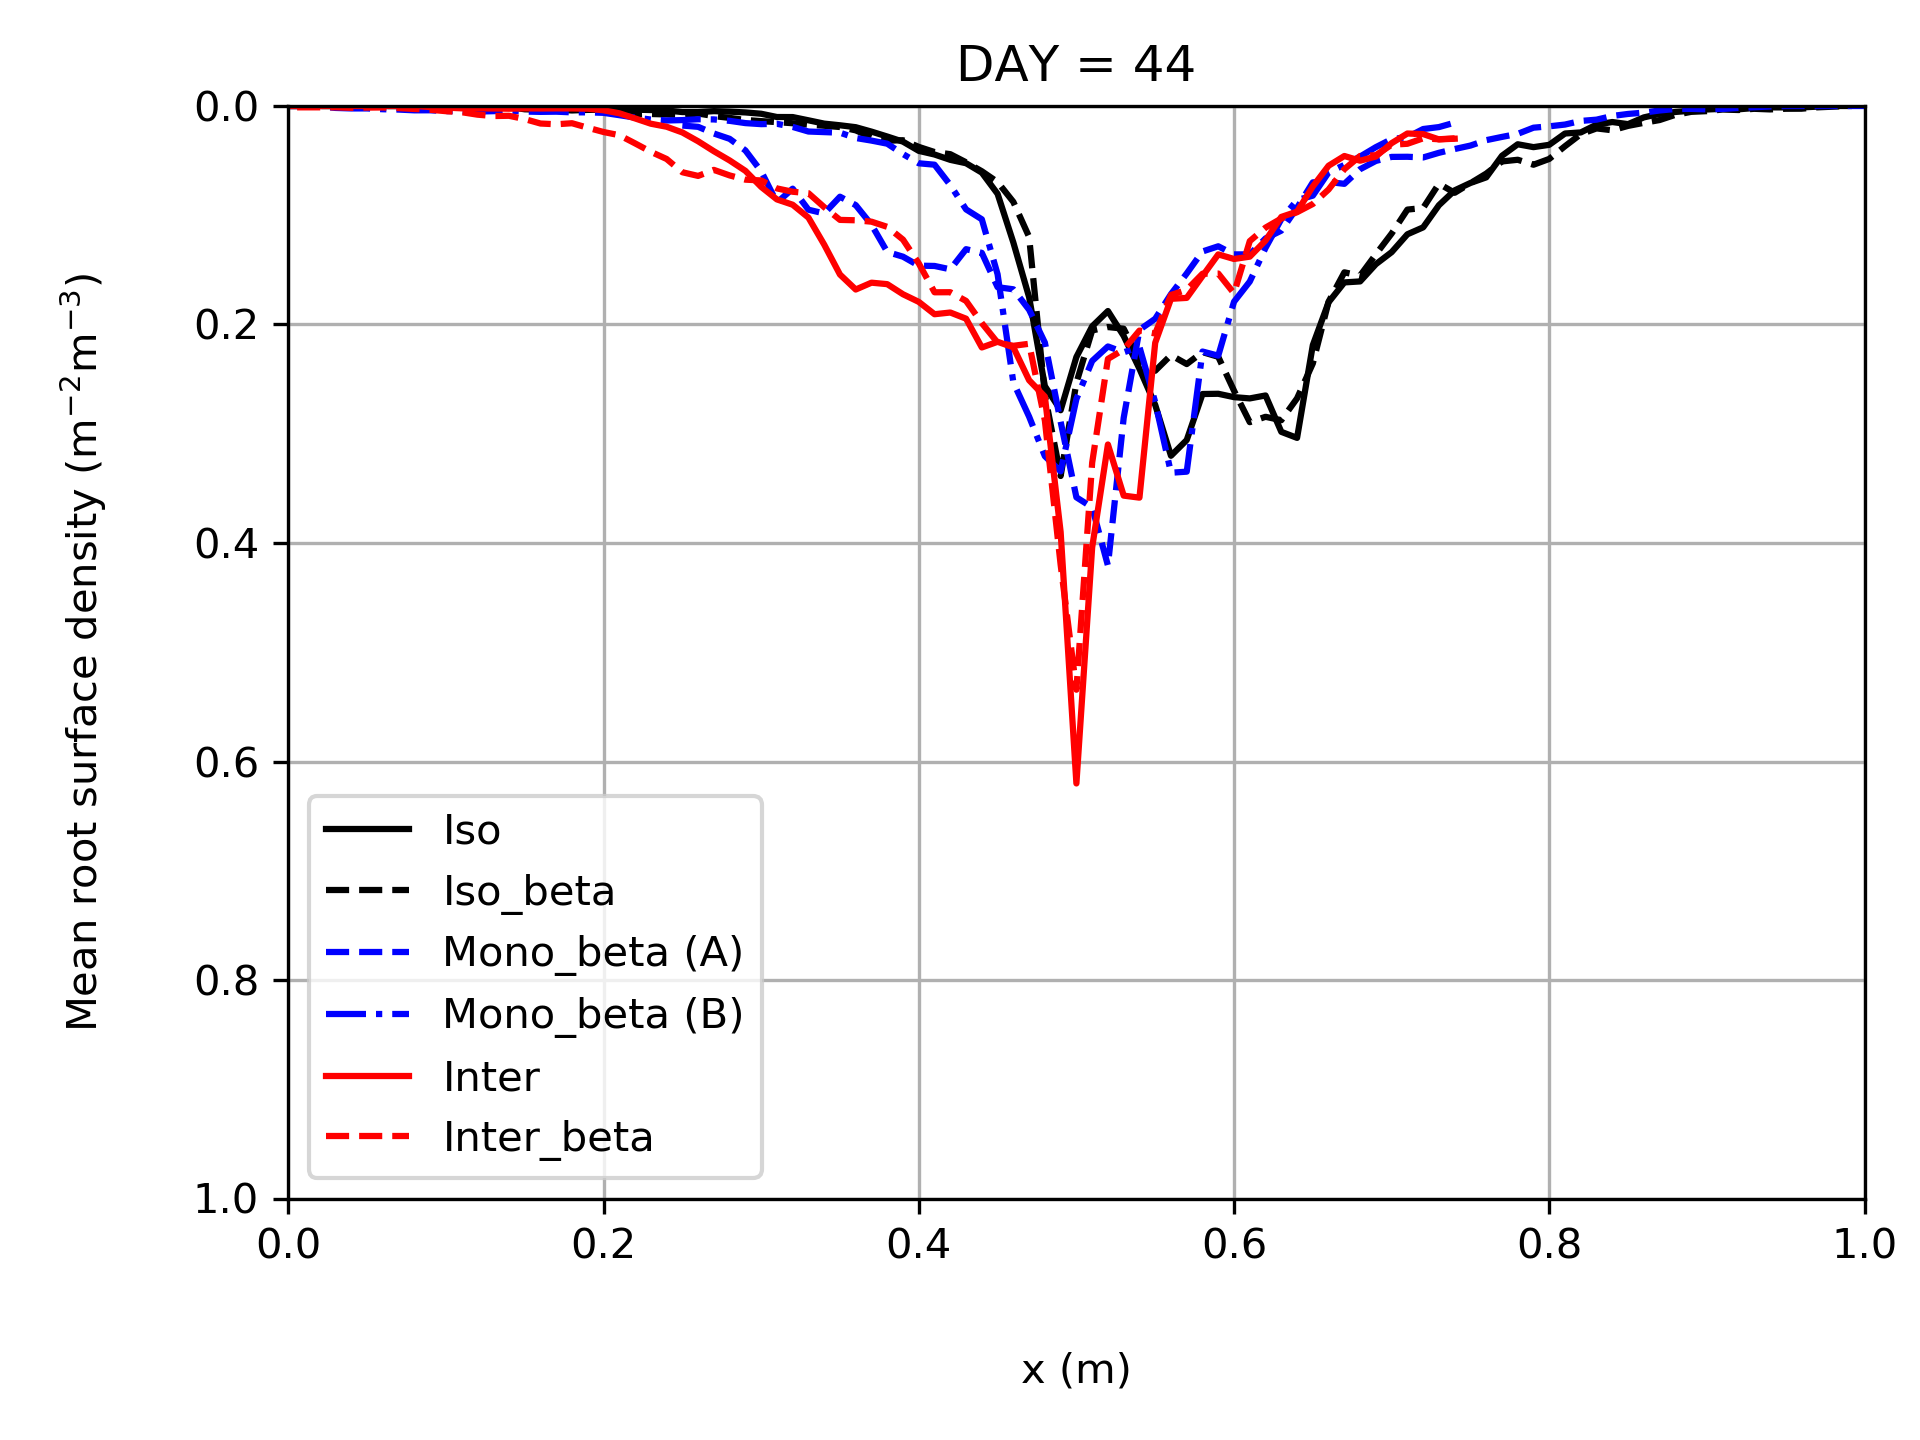 DAY = 44
Mean root surface density (m⁻²m⁻³)
0.0
0.2
0.4
0.6
0.8
1.0
Iso
Iso_beta
Mono_beta (A)
Mono_beta (B)
Inter
Inter_beta
0.0 0.2 0.4 0.6 0.8 1.0
x (m)